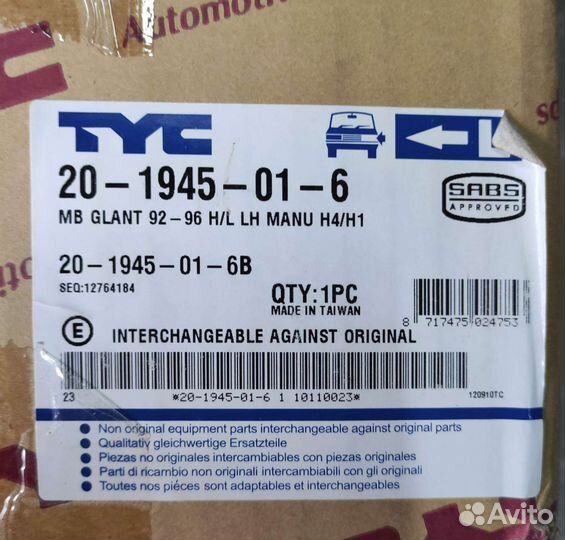 Automotiv
TYC
L
20-1945-01-6
SABS
APPROVED
MB GLANT 92-96 H/L LH MANU H4/H1
20-1945-01-6B
SEQ:12764184
QTY:1PC
MADE IN TAIWAN
8 717475 024753
E INTERCHANGEABLE AGAINST ORIGINAL
23 *20-1945-01-6 1 10110023* 120910TC
• Non original equipment parts interchangeable against original parts
• Qualitativ gleichwertige Ersatzteile
• Piezas no originales intercambiables con piezas originales
• Parti di ricambio non originali intercambiabili con gli originali
• Toutes nos piéces sont adaptables et interchangeables
Avito